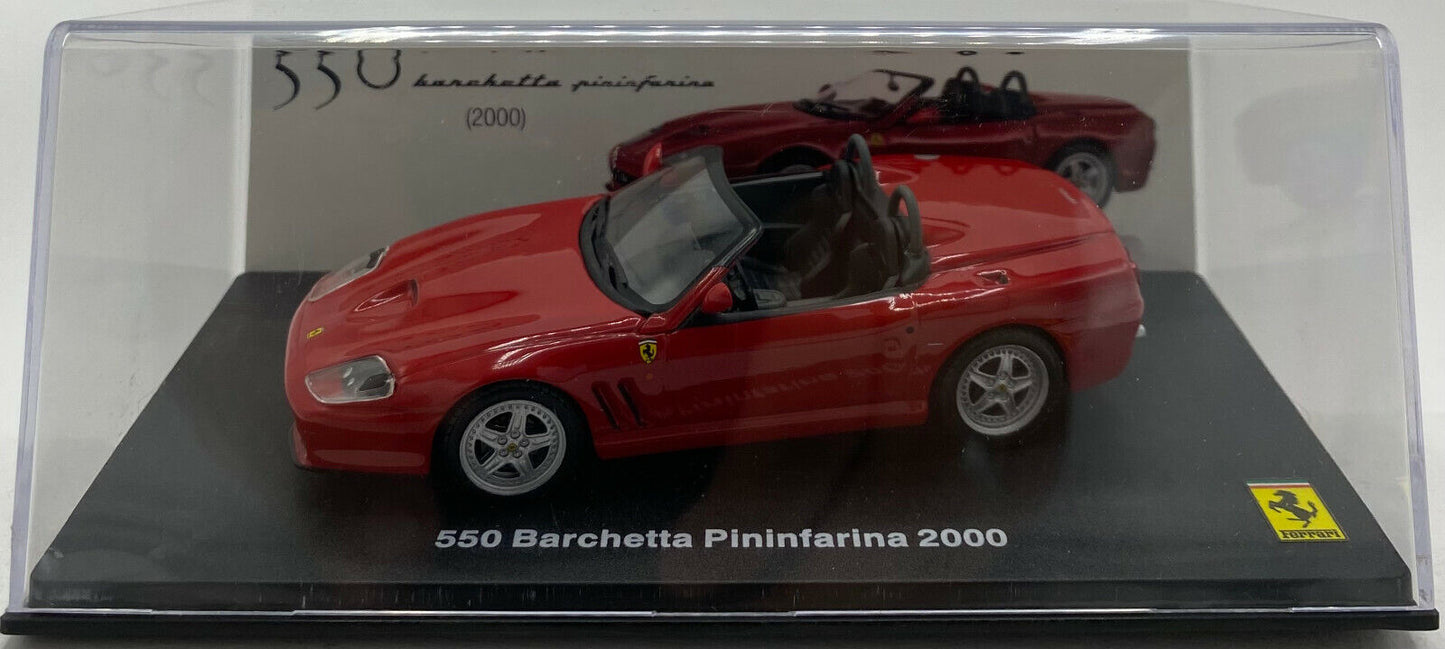 550 barchetta pininfarina
(2000)
550 Barchetta Pininfarina 2000
Ferrari